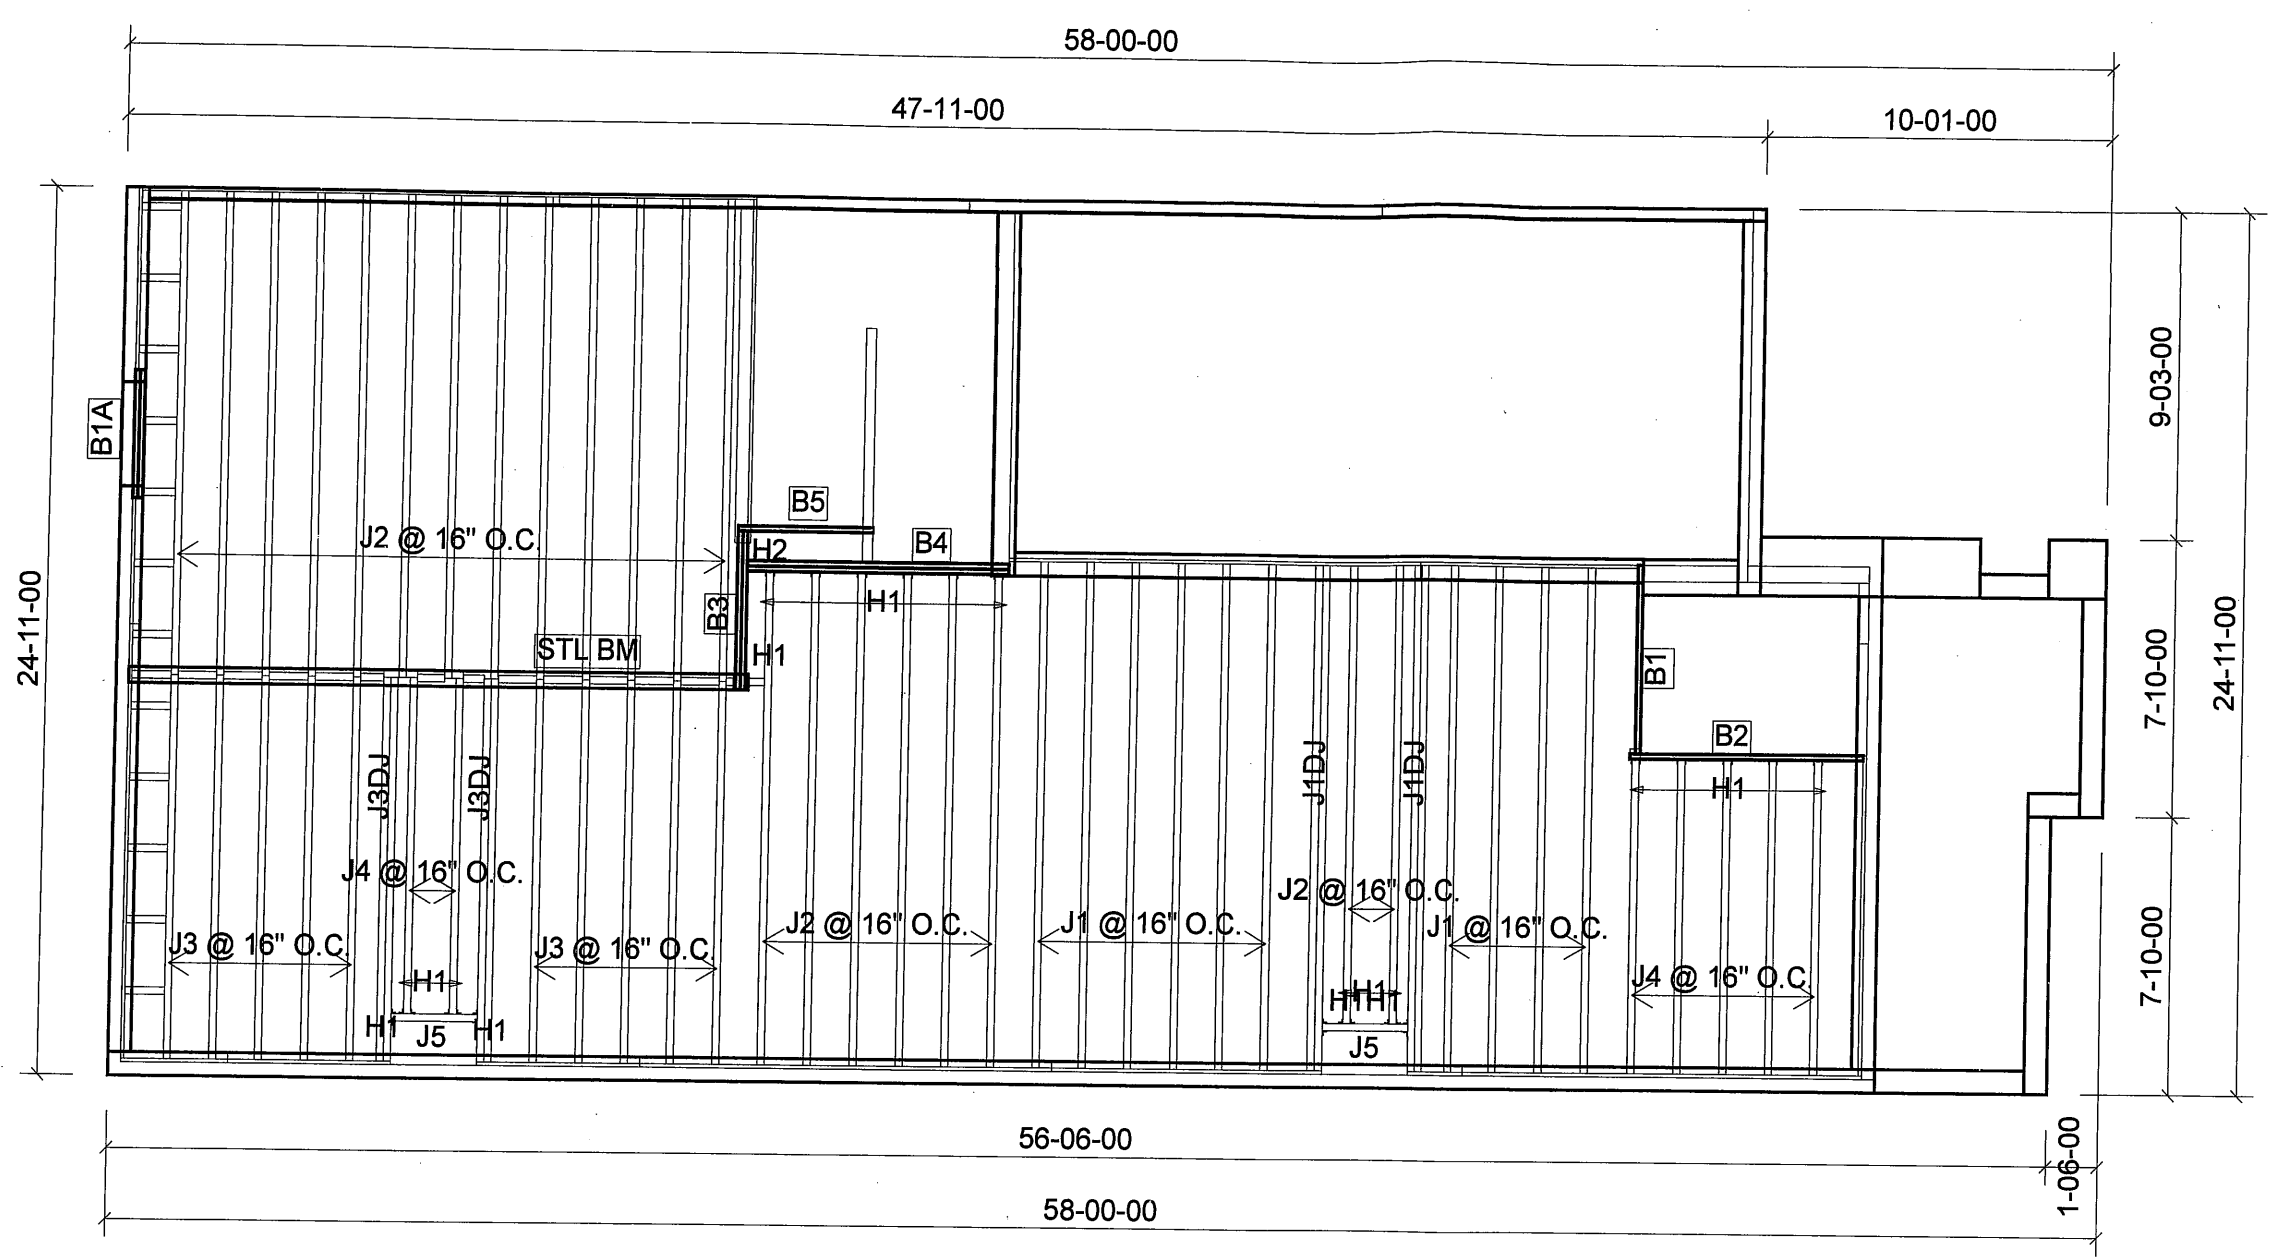 58-00-00
47-11-00
10-01-00
9-03-00
B1A
B5
J2 @ 16" O.C.
H2
B4
24-11-00
B3
H1
24-11-00
STL BM
H1
B1
7-10-00
B2
J3DJ
J3DJ
J1DJ
J1DJ
H1
J4 @ 16" O.C.
J2 @ 16" O.C.
J3 @ 16" O.C.
J3 @ 16" O.C.
J2 @ 16" O.C.
J1 @ 16" O.C.
J1 @ 16" O.C.
7-10-00
J4 @ 16" O.C.
H1
H1
H1
H1
H1
J5
H1
J5
56-06-00
1-06-00
58-00-00